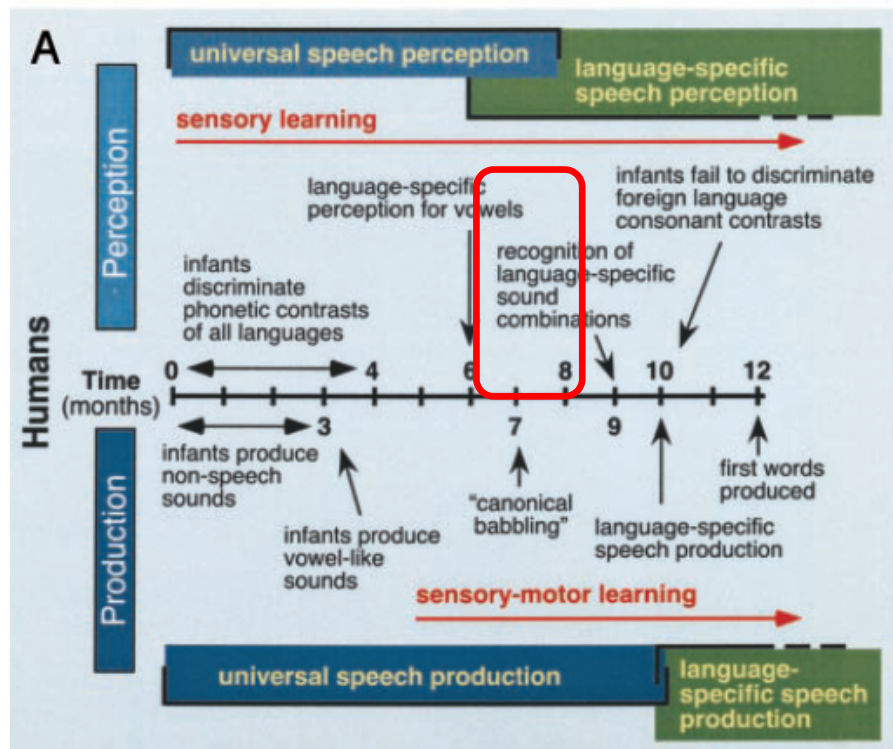 A
universal speech perception
language-specific
speech perception
sensory learning
Perception
language-specific
perception for vowels
infants fail to discriminate
foreign language
consonant contrasts
recognition of
language-specific
sound
combinations
infants
discriminate
phonetic contrasts
of all languages
Humans
Time
(months)
0
4
6
8
10
12
3
7
9
Production
infants produce
non-speech
sounds
infants produce
vowel-like
sounds
"canonical
babbling"
language-specific
speech production
first words
produced
sensory-motor learning
universal speech production
language-
specific speech
production